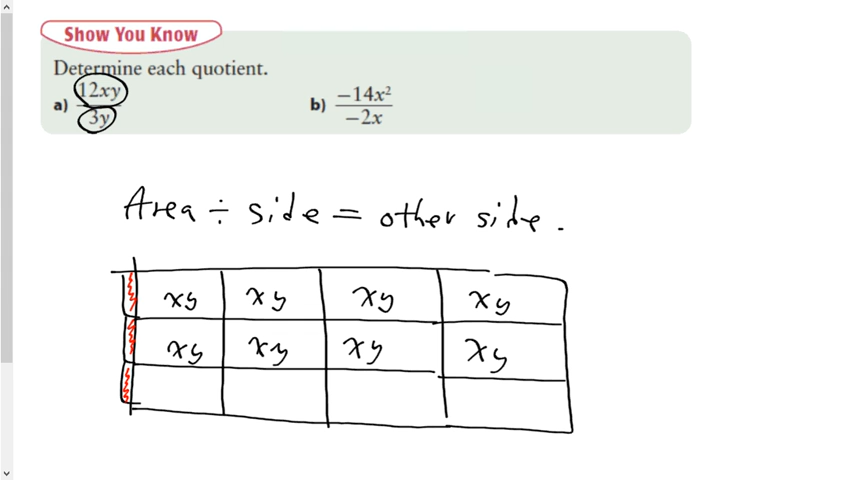 Show You Know
Determine each quotient.
a) 12xy / 3y b) −14x² / −2x
Area ÷ side = other side.
xy xy xy xy
xy xy xy xy